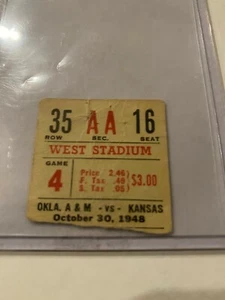 35 AA 16
ROW SEC. SEAT
WEST STADIUM
GAME
4
Price 2.46
F. Tax .49
S. Tax .05
$3.00
OKLA. A & M - vs - KANSAS
October 30, 1948